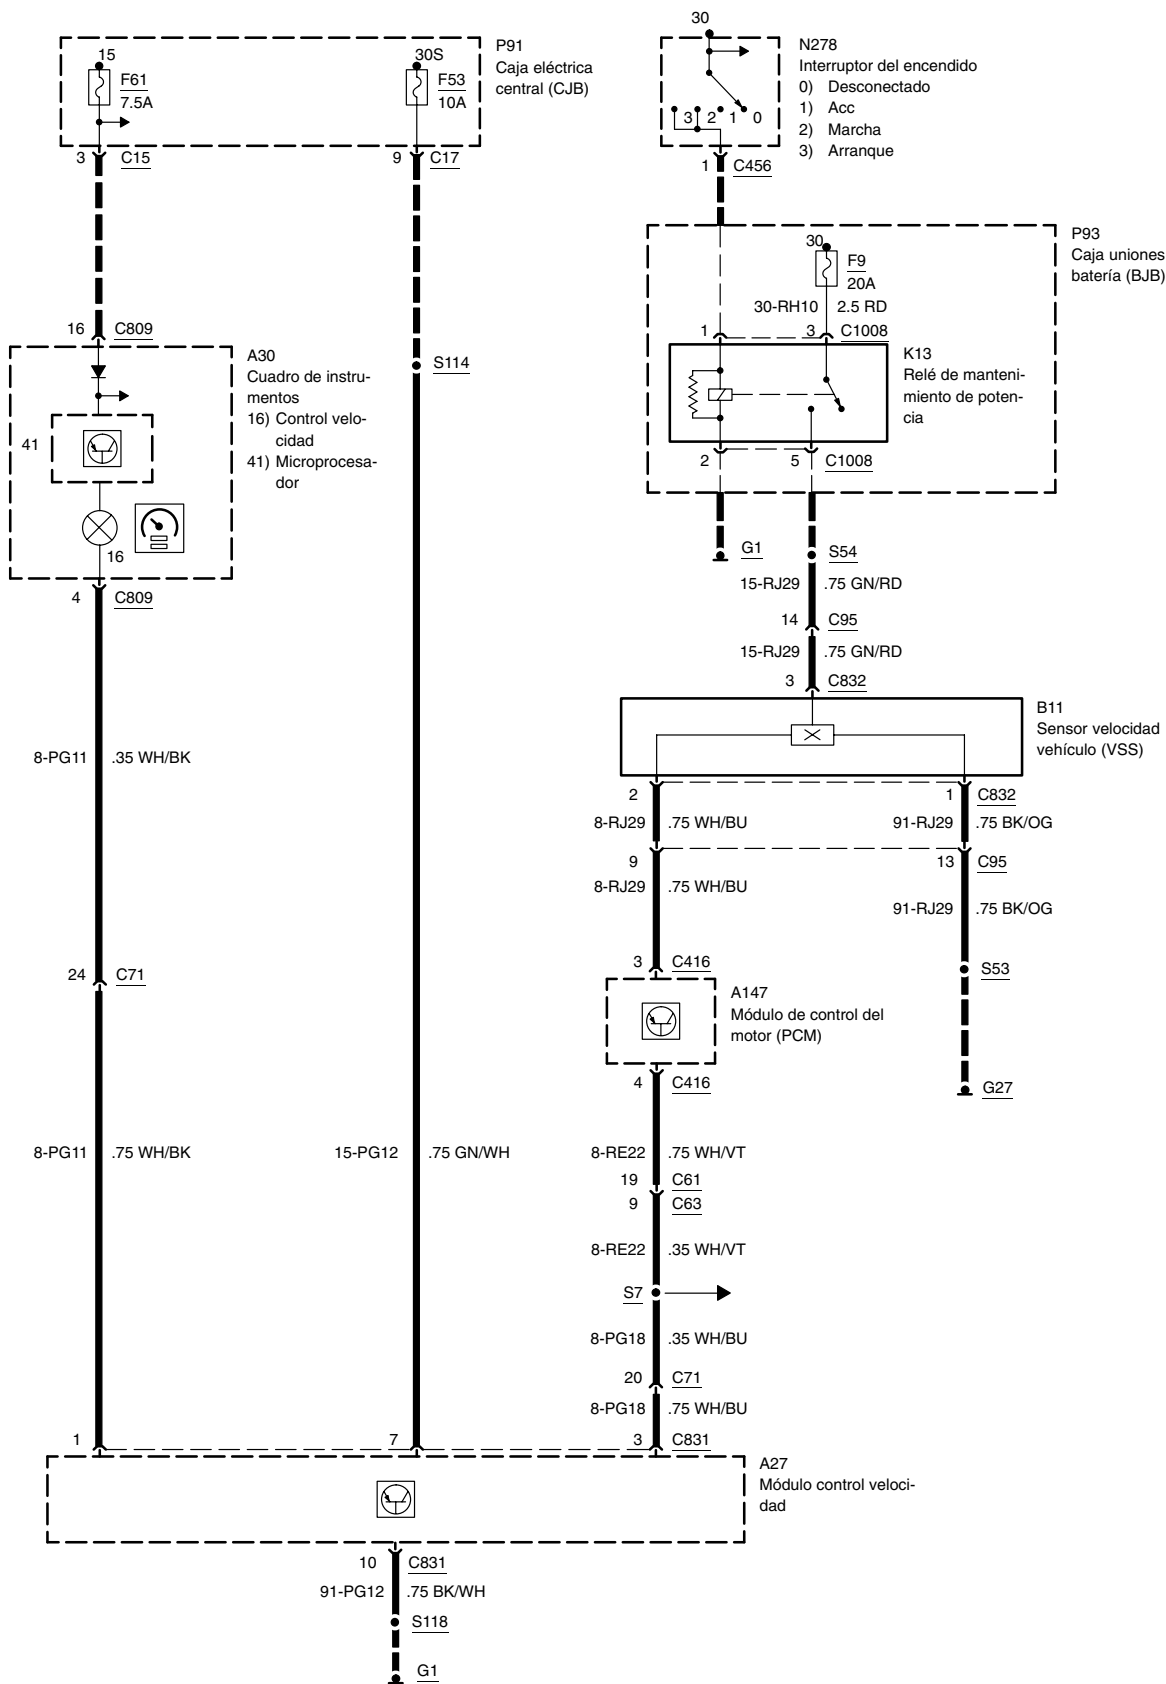 30
15
F61
7.5A
30S
F53
10A
P91
Caja eléctrica
central (CJB)
3 2 1 0
N278
Interruptor del encendido
0) Desconectado
1) Acc
2) Marcha
3) Arranque
3 C15
9 C17
1 C456
P93
Caja uniones
batería (BJB)
30
F9
20A
30-RH10 2.5 RD
1 3 C1008
16 C809
A30
Cuadro de instru-
mentos
16) Control velo-
cidad
41) Microprocesa-
dor
41
16
S114
K13
Relé de manteni-
miento de poten-
cia
2 5 C1008
G1
S54
4 C809
15-RJ29 .75 GN/RD
14 C95
15-RJ29 .75 GN/RD
3 C832
B11
Sensor velocidad
vehículo (VSS)
8-PG11 .35 WH/BK
2 1 C832
8-RJ29 .75 WH/BU
91-RJ29 .75 BK/OG
9 13 C95
8-RJ29 .75 WH/BU
91-RJ29 .75 BK/OG
24 C71
3 C416
S53
A147
Módulo de control del
motor (PCM)
4 C416
G27
8-PG11 .75 WH/BK
15-PG12 .75 GN/WH
8-RE22 .75 WH/VT
19 C61
9 C63
8-RE22 .35 WH/VT
S7
8-PG18 .35 WH/BU
20 C71
8-PG18 .75 WH/BU
1 7 3 C831
A27
Módulo control veloci-
dad
10 C831
91-PG12 .75 BK/WH
S118
G1